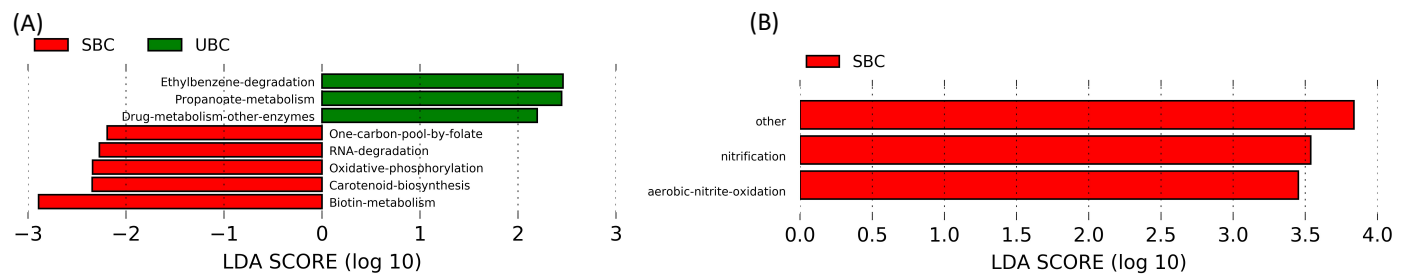 (A)
SBC UBC
Ethylbenzene-degradation
Propanoate-metabolism
Drug-metabolism-other-enzymes
One-carbon-pool-by-folate
RNA-degradation
Oxidative-phosphorylation
Carotenoid-biosynthesis
Biotin-metabolism
−3 −2 −1 0 1 2 3
LDA SCORE (log 10)
(B)
SBC
other
nitrification
aerobic-nitrite-oxidation
0.0 0.5 1.0 1.5 2.0 2.5 3.0 3.5 4.0
LDA SCORE (log 10)